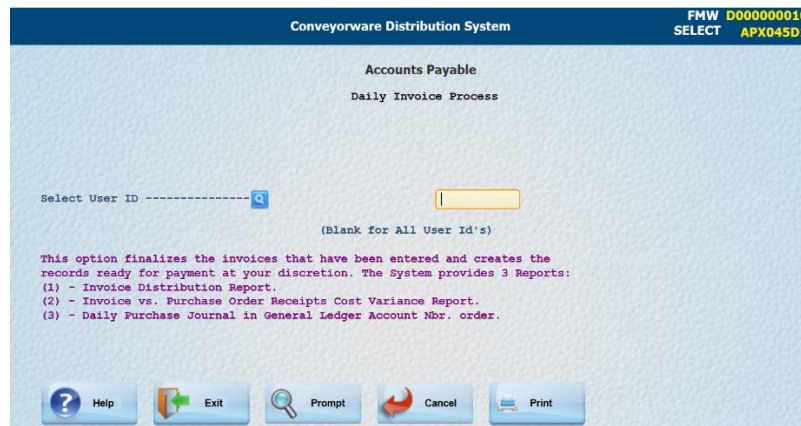 Conveyorware Distribution System
FMW D000000010
SELECT APX045D
Accounts Payable
Daily Invoice Process
Select User ID ---------------
(Blank for All User Id's)
This option finalizes the invoices that have been entered and creates the
records ready for payment at your discretion. The System provides 3 Reports:
(1) - Invoice Distribution Report.
(2) - Invoice vs. Purchase Order Receipts Cost Variance Report.
(3) - Daily Purchase Journal in General Ledger Account Nbr. order.
Help Exit Prompt Cancel Print